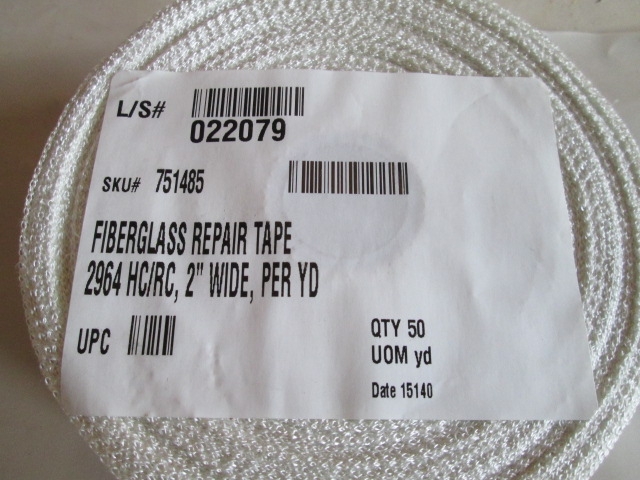 L/S#
022079
SKU# 751485
FIBERGLASS REPAIR TAPE
2964 HC/RC, 2" WIDE, PER YD
UPC
QTY 50
UOM yd
Date 15140